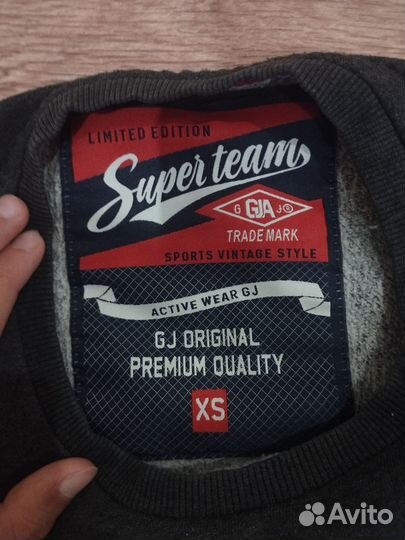 LIMITED EDITION
Super team
G GJA J®
TRADE MARK
SPORTS VINTAGE STYLE
ACTIVE WEAR GJ
GJ ORIGINAL
PREMIUM QUALITY
XS
Avito